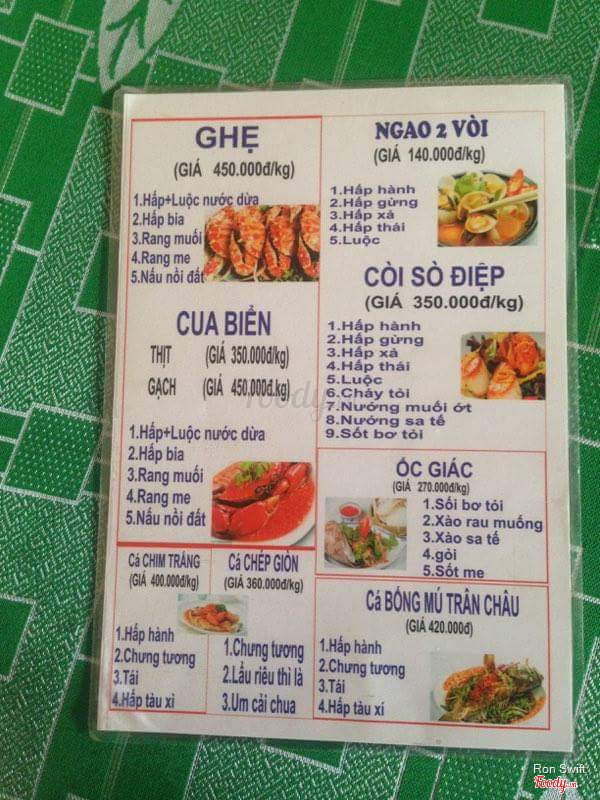 GHẸ
(GIÁ 450.000đ/kg)
1.Hấp+Luộc nước dừa
2.Hấp bia
3.Rang muối
4.Rang me
5.Nấu nồi đất
CUA BIỂN
THỊT (GIÁ 350.000đ/kg)
GẠCH (GIÁ 450.000đ.kg)
1.Hấp+Luộc nước dừa
2.Hấp bia
3.Rang muối
4.Rang me
5.Nấu nồi đất
Cá CHIM TRẮNG
(GIÁ 400.000/kg)
1.Hấp hành
2.Chưng tương
3.Tái
4.Hấp tàu xì
Cá CHÉP GIÒN
(GIÁ 360.000/kg)
1.Chưng tương
2.Lẩu riêu thì là
3.Um cải chua
NGAO 2 VÒI
(GIÁ 140.000đ/kg)
1.Hấp hành
2.Hấp gừng
3.Hấp xả
4.Hấp thái
5.Luộc
CÒI SÒ ĐIỆP
(GIÁ 350.000đ/kg)
1.Hấp hành
2.Hấp gừng
3.Hấp xả
4.Hấp thái
5.Luộc
6.Cháy tỏi
7.Nướng muối ớt
8.Nướng sa tế
9.Sốt bơ tỏi
ỐC GIÁC
(GIÁ 270.000đ/kg)
1.Sối bơ tỏi
2.Xào rau muống
3.Xào sa tế
4.gỏi
5.Sốt me
Cá BỐNG MÚ TRÂN CHÂU
(GIÁ 420.000đ)
1.Hấp hành
2.Chưng tương
3.Tái
4.Hấp tàu xí
Foody
Ron Swift
Foody.vn